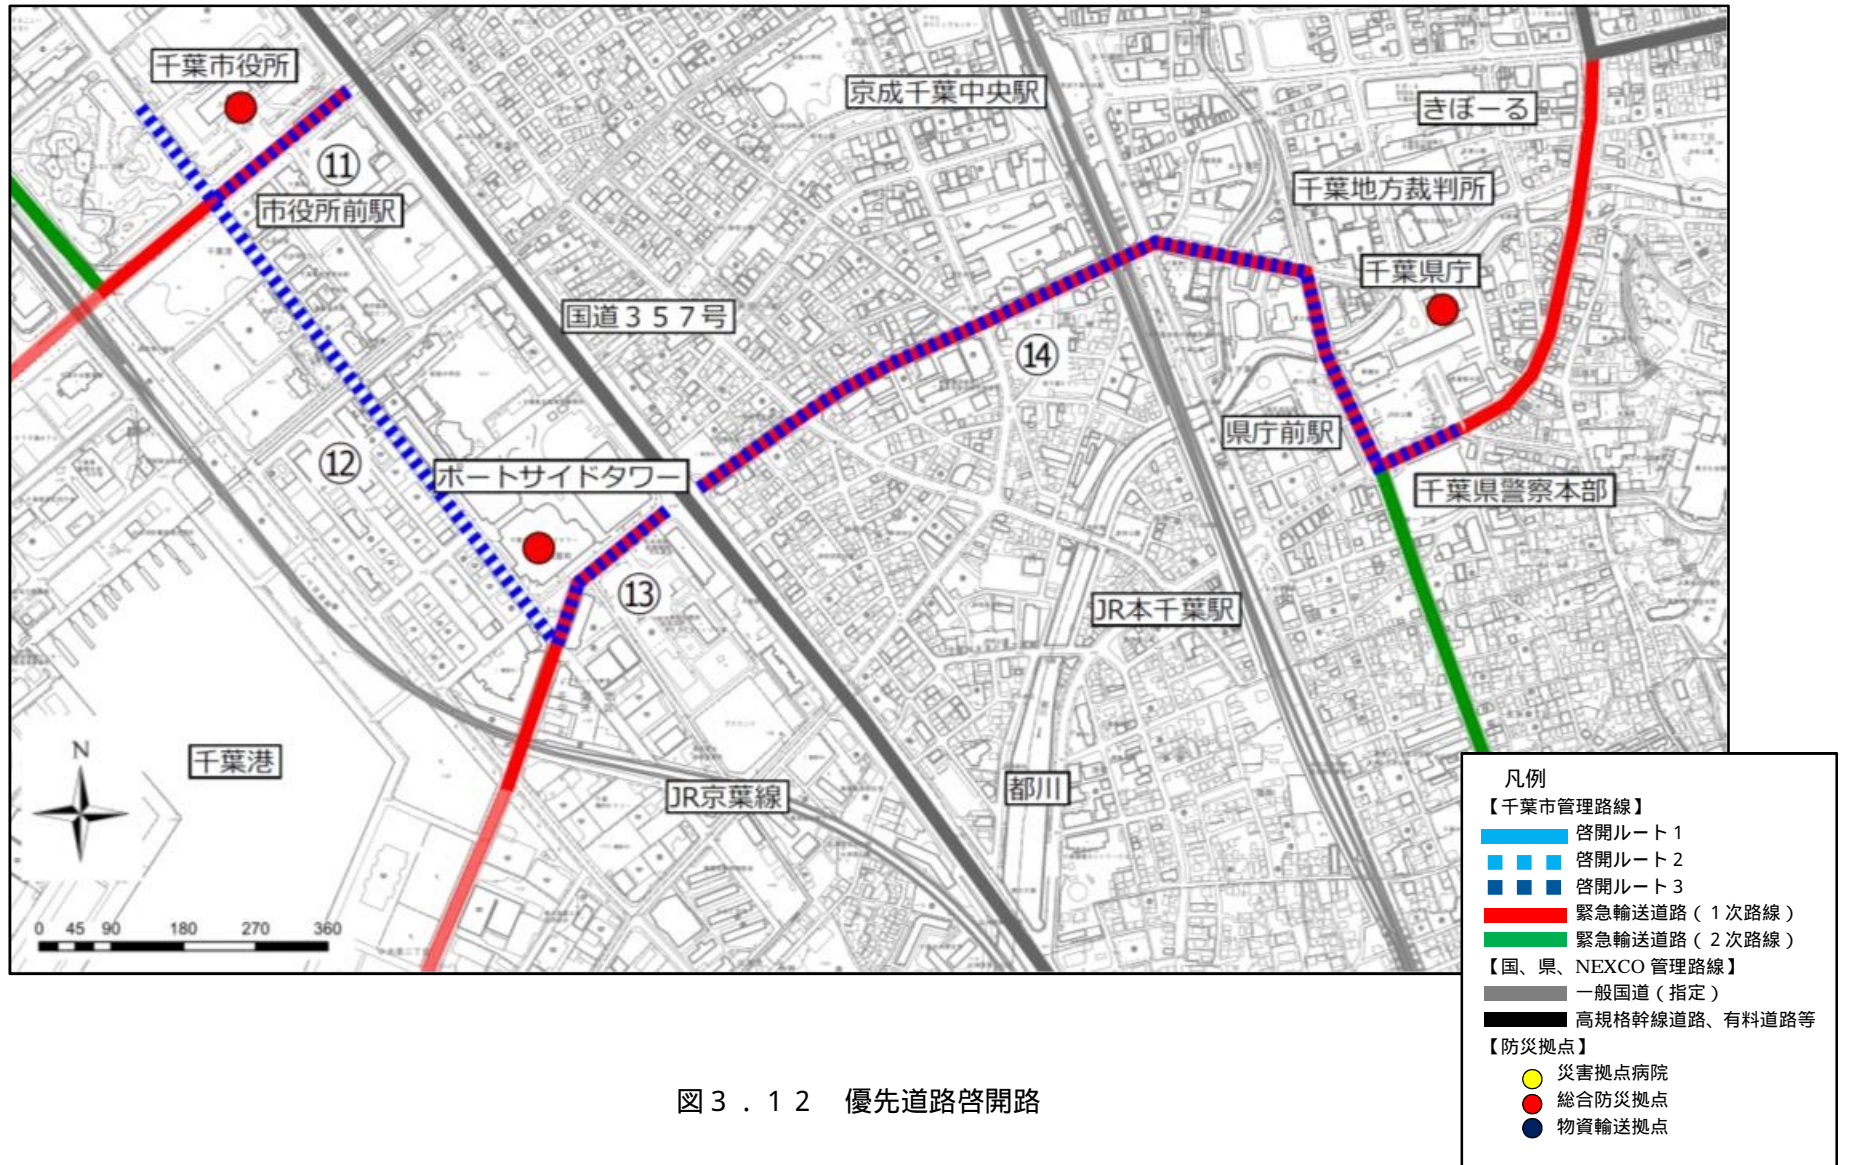 千葉市役所
京成千葉中央駅
きぼーる
⑪
市役所前駅
千葉地方裁判所
千葉県庁
国道３５７号
⑭
⑫
ポートサイドタワー
県庁前駅
千葉県警察本部
⑬
JR本千葉駅
N
千葉港
JR京葉線
都川
0 45 90 180 270 360
凡例
【千葉市管理路線】
啓開ルート１
啓開ルート２
啓開ルート３
緊急輸送道路（１次路線）
緊急輸送道路（２次路線）
【国、県、NEXCO 管理路線】
一般国道（指定）
高規格幹線道路、有料道路等
【防災拠点】
災害拠点病院
総合防災拠点
物資輸送拠点
図３．１２　優先道路啓開路